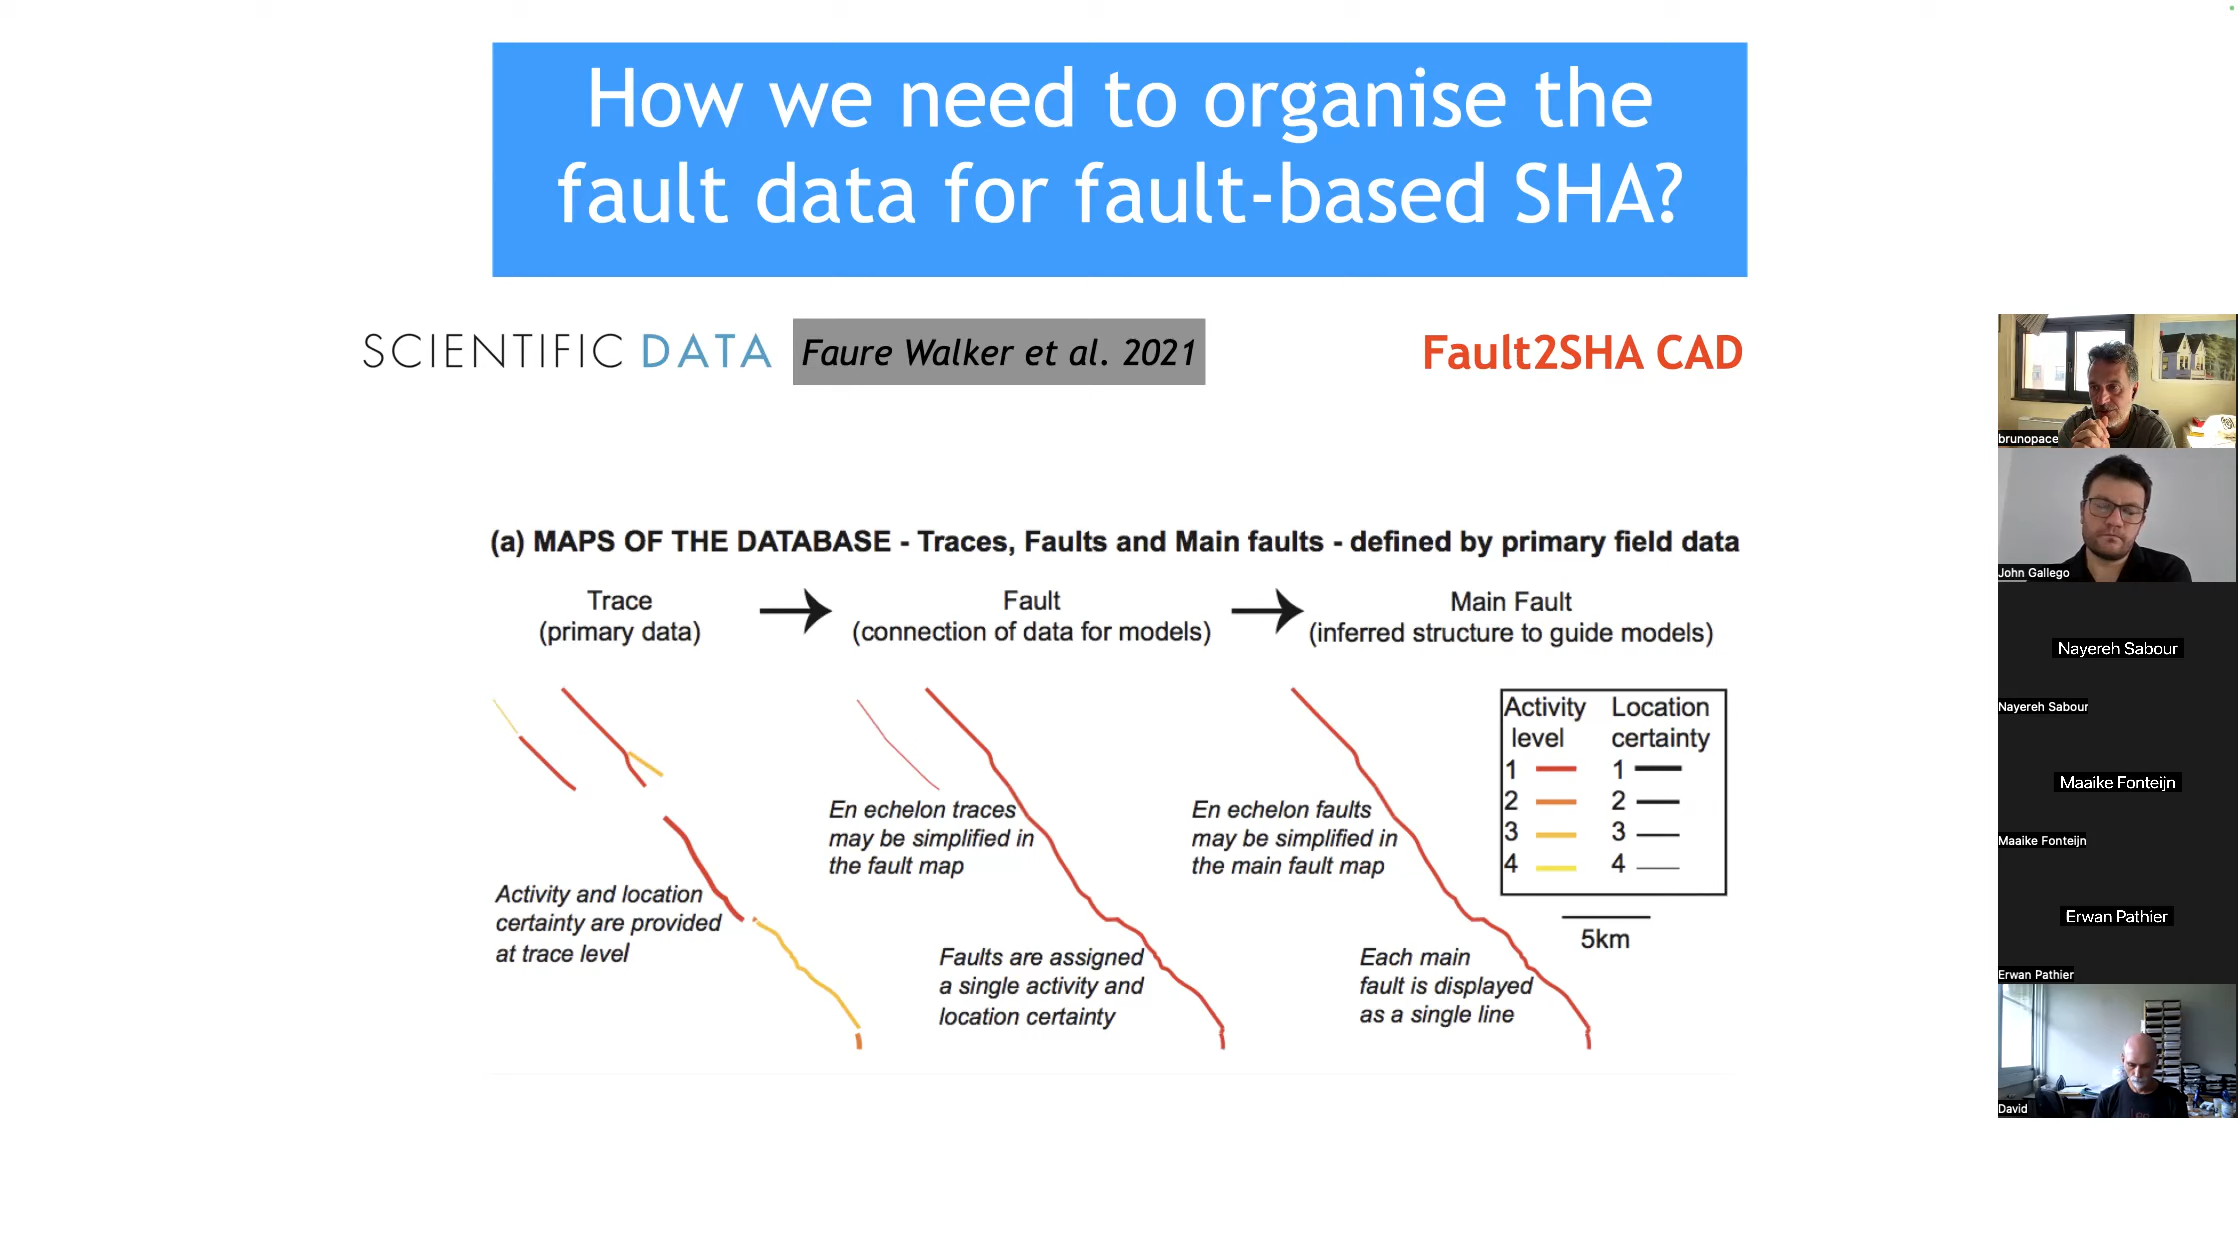 How we need to organise the
fault data for fault-based SHA?
SCIENTIFIC DATA
Faure Walker et al. 2021
Fault2SHA CAD
(a) MAPS OF THE DATABASE - Traces, Faults and Main faults - defined by primary field data
Trace
(primary data)
Fault
(connection of data for models)
Main Fault
(inferred structure to guide models)
Activity and location
certainty are provided
at trace level
En echelon traces
may be simplified in
the fault map
Faults are assigned
a single activity and
location certainty
En echelon faults
may be simplified in
the main fault map
Each main
fault is displayed
as a single line
Activity level
Location certainty
1 1
2 2
3 3
4 4
5km
brunopace
John Gallego
Nayereh Sabour
Nayereh Sabour
Maaike Fonteijn
Maaike Fonteijn
Erwan Pathier
Erwan Pathier
David